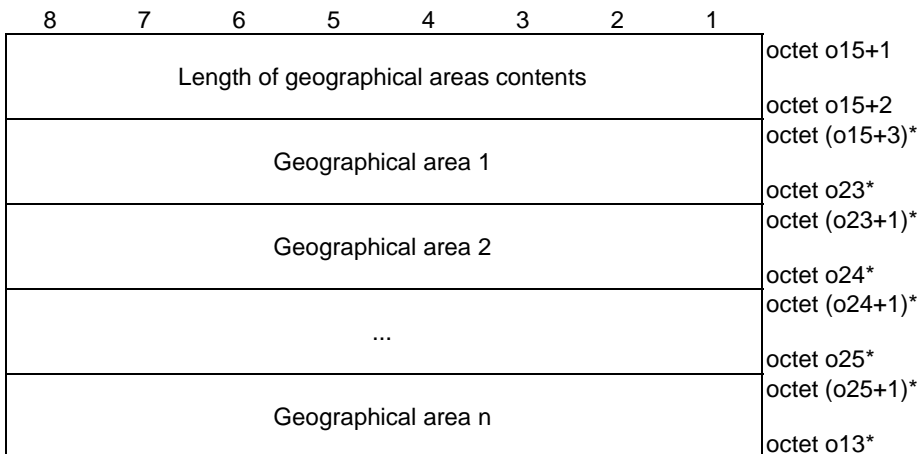 8 7 6 5 4 3 2 1
octet o15+1
Length of geographical areas contents
octet o15+2
octet (o15+3)*
Geographical area 1
octet o23*
octet (o23+1)*
Geographical area 2
octet o24*
octet (o24+1)*
...
octet o25*
octet (o25+1)*
Geographical area n
octet o13*